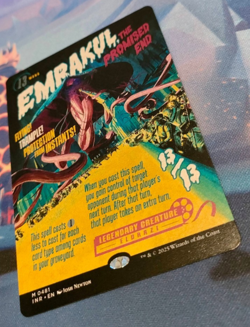 13
EMRAKUL, THE PROMISED END
FLYING!
TRAMPLE!
PROTECTION
FROM INSTANTS!
This spell costs 1
less to cast for each
card type among cards
in your graveyard.
When you cast this spell,
you gain control of target
opponent during that player's
next turn. After that turn,
that player takes an extra turn.
13/13
LEGENDARY CREATURE
ELDRAZI
M 0481
INR • EN
™ & © 2025 Wizards of the Coast